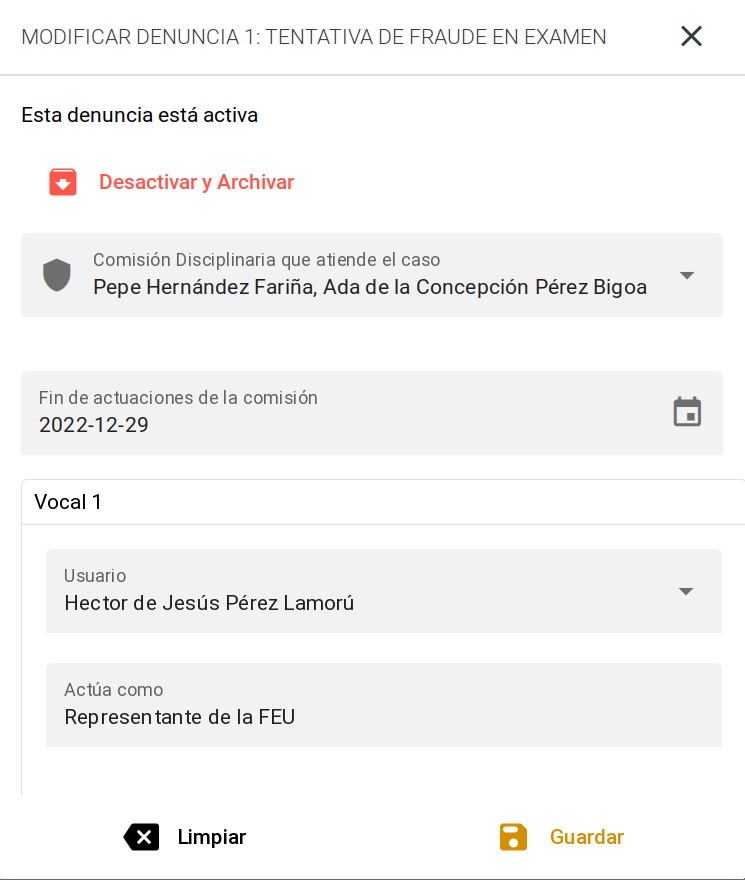 MODIFICAR DENUNCIA 1: TENTATIVA DE FRAUDE EN EXAMEN
Esta denuncia está activa
Desactivar y Archivar
Comisión Disciplinaria que atiende el caso
Pepe Hernández Fariña, Ada de la Concepción Pérez Bigoa
Fin de actuaciones de la comisión
2022-12-29
Vocal 1
Usuario
Hector de Jesús Pérez Lamorú
Actúa como
Representante de la FEU
Limpiar
Guardar